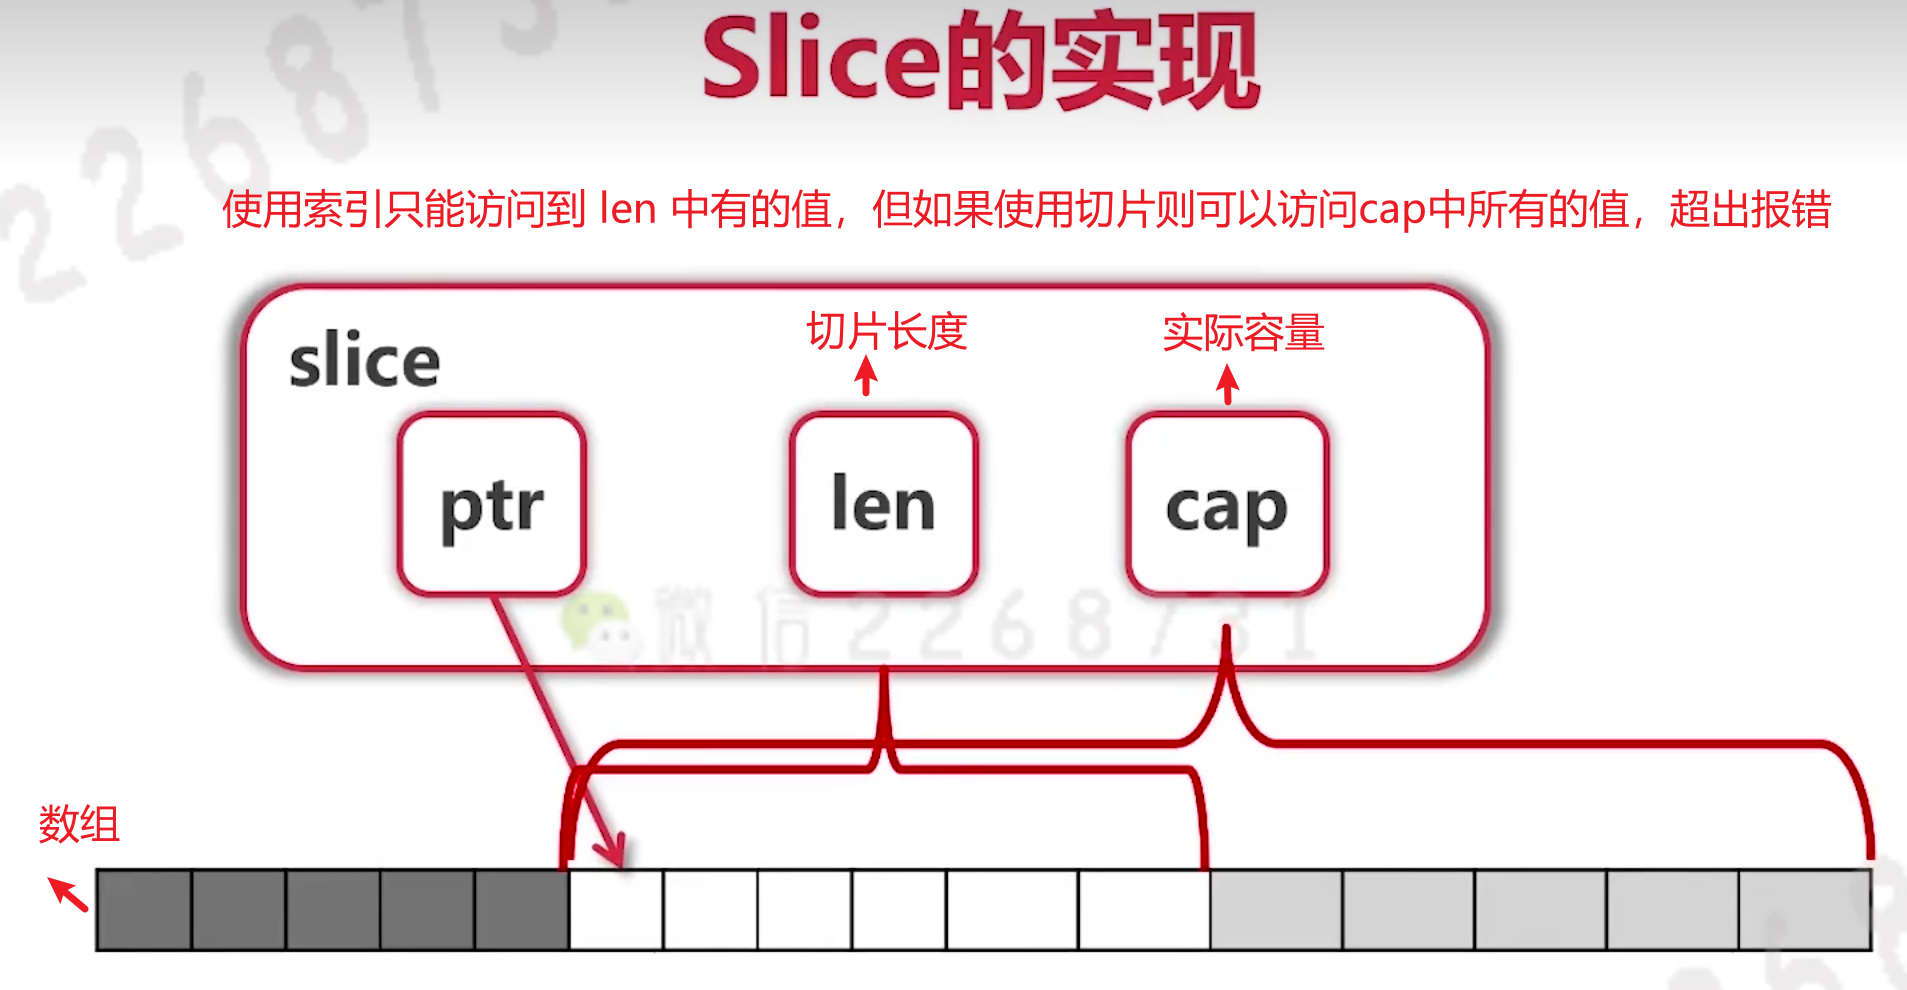 Slice的实现
使用索引只能访问到 len 中有的值，但如果使用切片则可以访问cap中所有的值，超出报错
slice
切片长度
实际容量
ptr
len
cap
微信2268731
数组